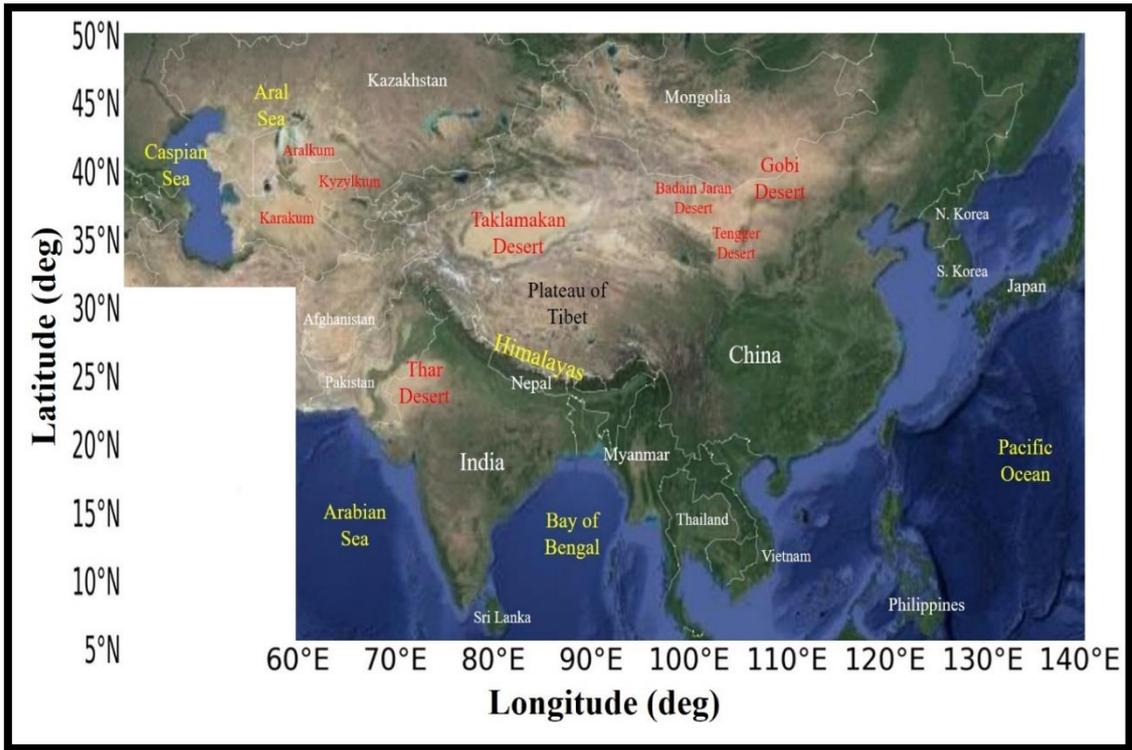 50°N
45°N
40°N
35°N
30°N
25°N
20°N
15°N
10°N
5°N
Latitude (deg)
Kazakhstan
Mongolia
Aral
Sea
Caspian
Sea
Aralkum
Kyzylkum
Karakum
Taklamakan
Desert
Badain Jaran
Desert
Gobi
Desert
Tengger
Desert
N. Korea
S. Korea
Japan
Plateau of
Tibet
Afghanistan
Pakistan
Thar
Desert
Himalayas
Nepal
China
India
Myanmar
Pacific
Ocean
Arabian
Sea
Bay of
Bengal
Thailand
Vietnam
Sri Lanka
Philippines
60°E 70°E 80°E 90°E 100°E 110°E 120°E 130°E 140°E
Longitude (deg)